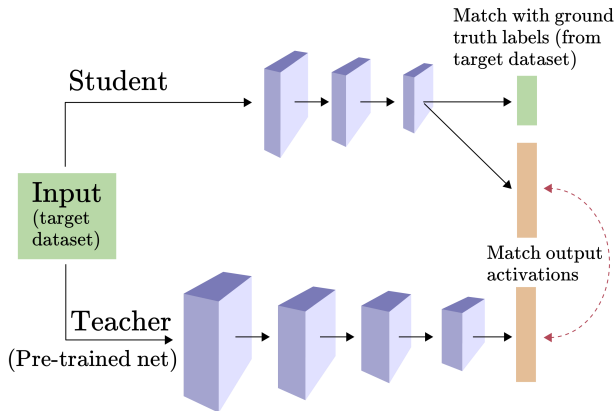 Match with ground
truth labels (from
target dataset)
Student
Input
(target
dataset)
Match output
activations
Teacher
(Pre-trained net)